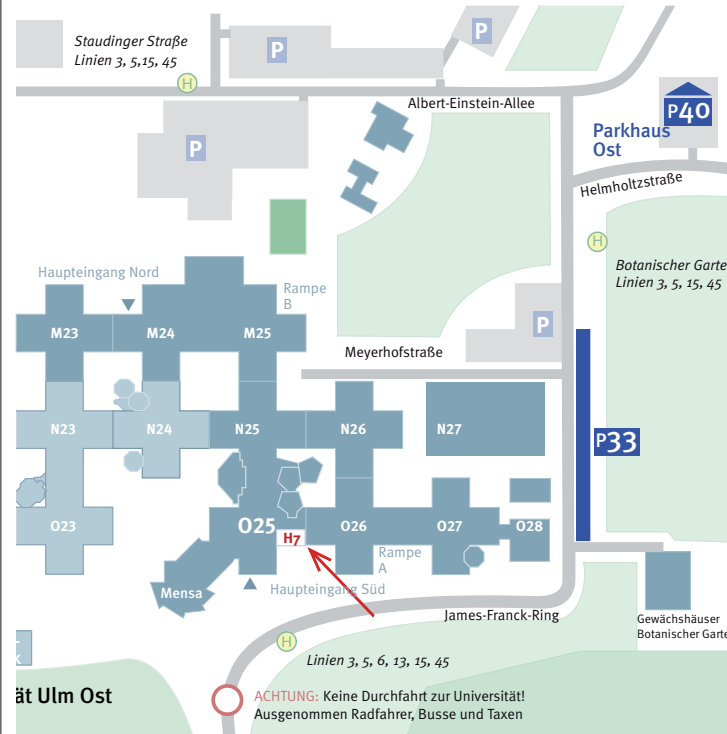 Staudinger Straße
Linien 3, 5,15, 45
H
P
P
Albert-Einstein-Allee
P40
Parkhaus
Ost
P
Helmholtzstraße
H
Botanischer Garte
Linien 3, 5, 15, 45
Haupteingang Nord
Rampe
B
M23
M24
M25
P
Meyerhofstraße
N23
N24
N25
N26
N27
P33
O23
O25
H7
O26
O27
O28
Rampe
A
Mensa
Haupteingang Süd
James-Franck-Ring
Gewächshäuser
Botanischer Garte
H
Linien 3, 5, 6, 13, 15, 45
ät Ulm Ost
ACHTUNG: Keine Durchfahrt zur Universität!
Ausgenommen Radfahrer, Busse und Taxen